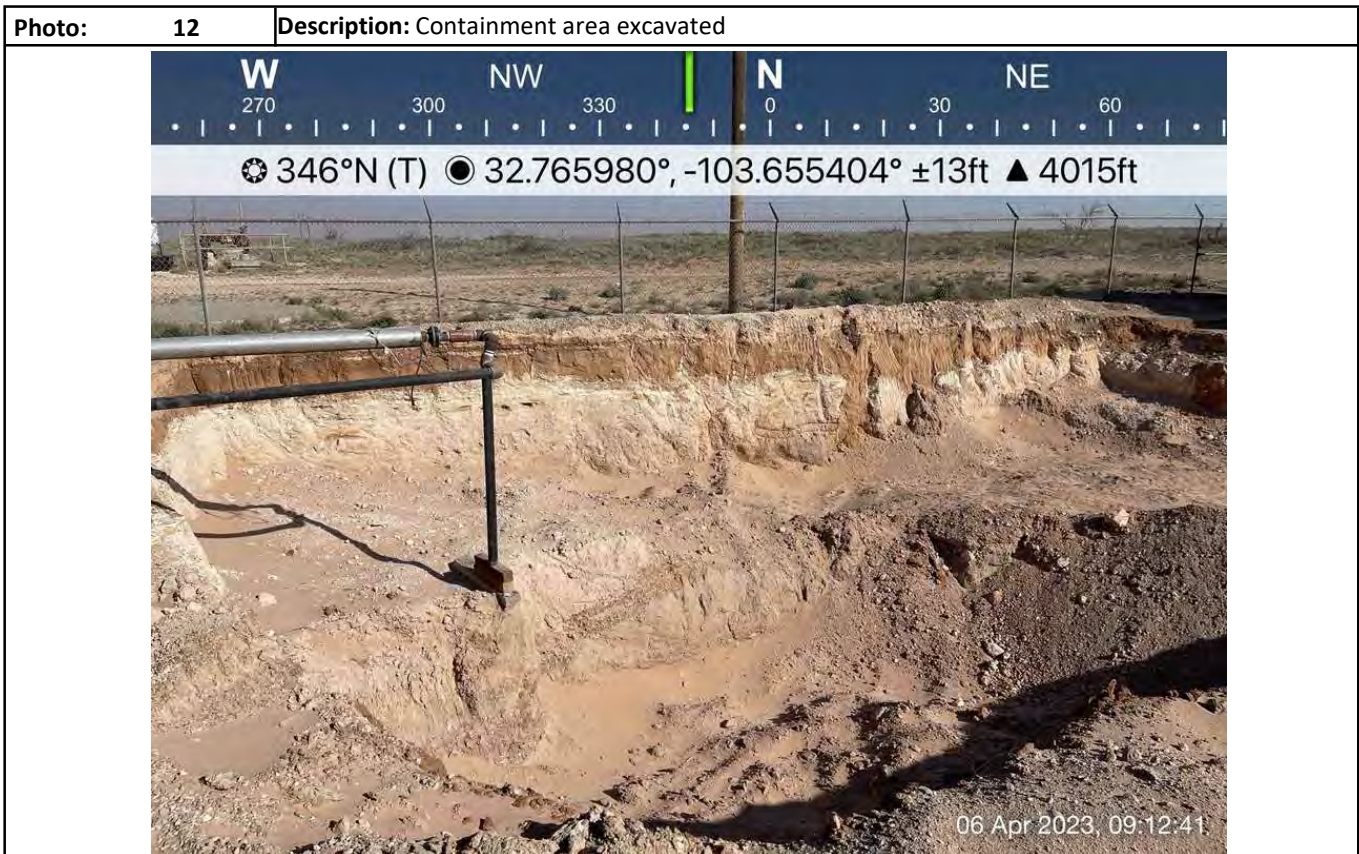 Photo: 12 Description: Containment area excavated
W NW N NE
270 300 330 0 30 60
346°N (T) 32.765980°, -103.655404° ±13ft ▲ 4015ft
06 Apr 2023, 09:12:41